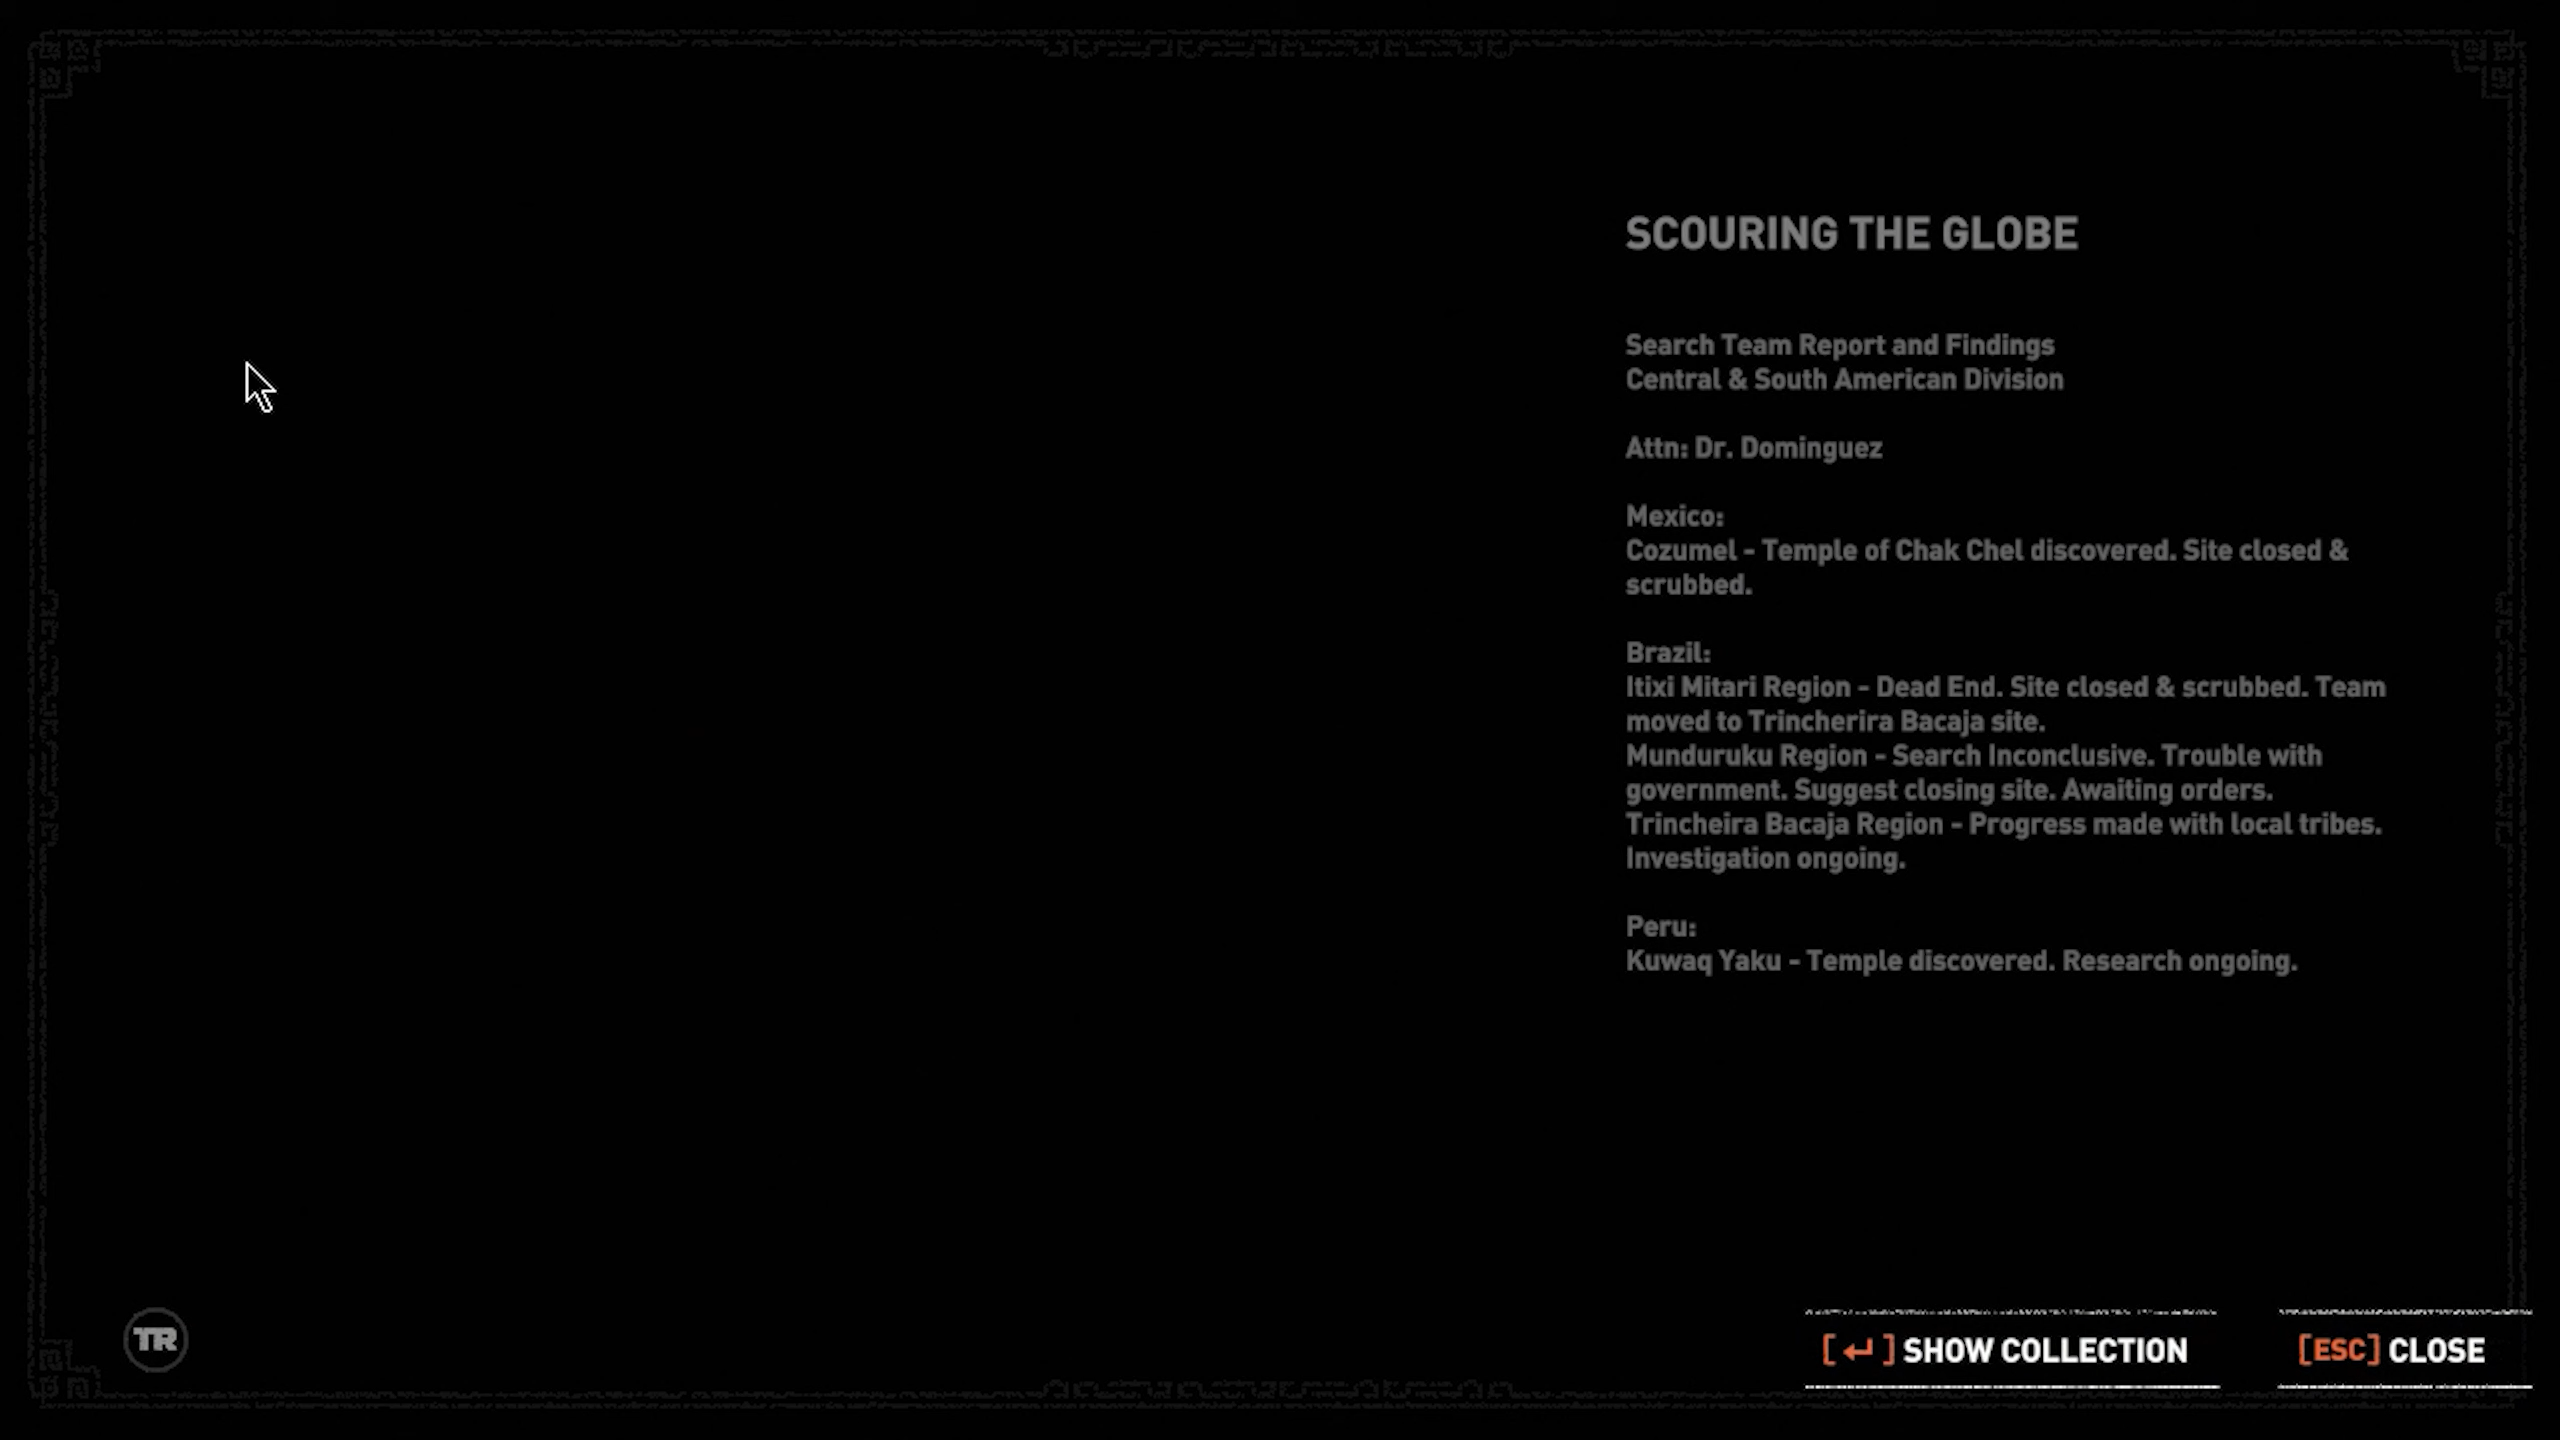 SCOURING THE GLOBE
Search Team Report and Findings
Central & South American Division
Attn: Dr. Dominguez
Mexico:
Cozumel - Temple of Chak Chel discovered. Site closed &
scrubbed.
Brazil:
Itixi Mitari Region - Dead End. Site closed & scrubbed. Team
moved to Trincherira Bacaja site.
Munduruku Region - Search Inconclusive. Trouble with
government. Suggest closing site. Awaiting orders.
Trincheira Bacaja Region - Progress made with local tribes.
Investigation ongoing.
Peru:
Kuwaq Yaku - Temple discovered. Research ongoing.
TR
[↵] SHOW COLLECTION
[ESC] CLOSE